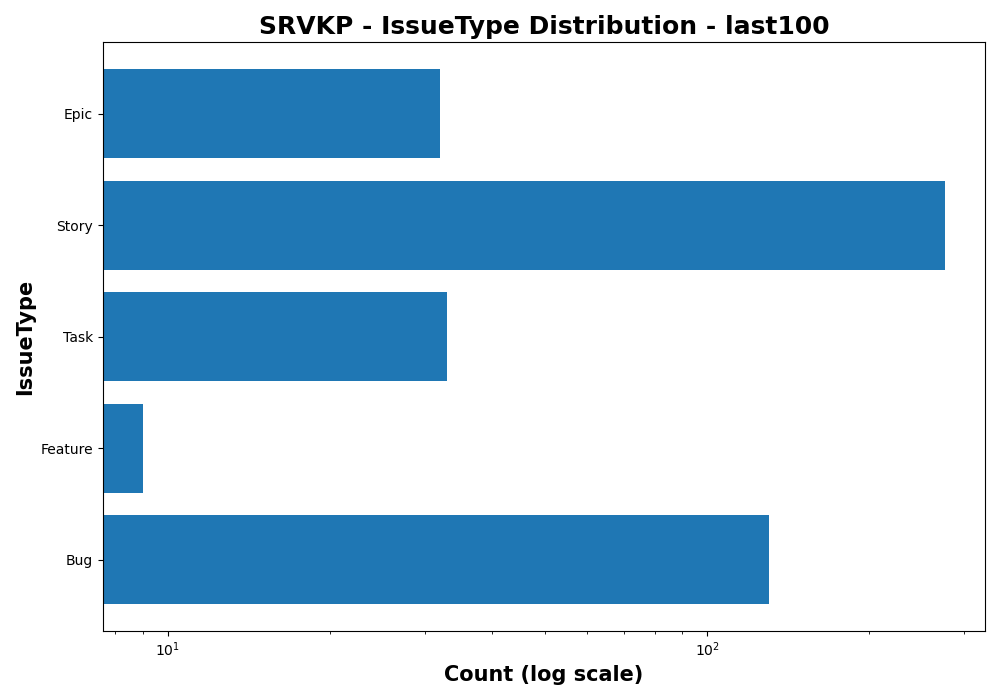 SRVKP - IssueType Distribution - last100
IssueType
Epic
Story
Task
Feature
Bug
10¹
10²
Count (log scale)